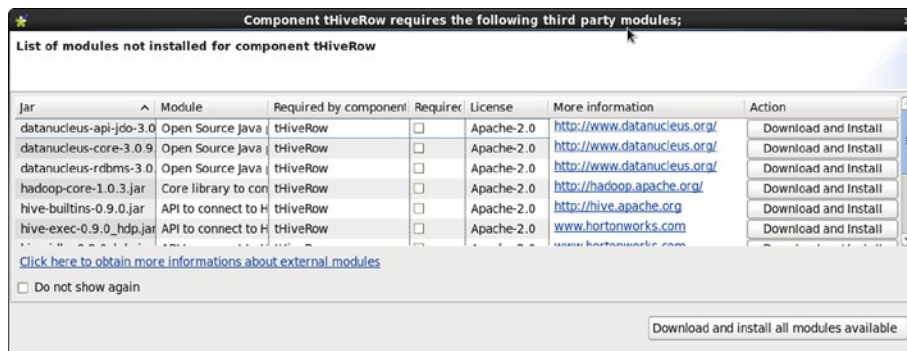 Component tHiveRow requires the following third party modules;
List of modules not installed for component tHiveRow
Jar Module Required by component Required License More information Action
datanucleus-api-jdo-3.0 Open Source Java tHiveRow Apache-2.0 http://www.datanucleus.org/ Download and Install
datanucleus-core-3.0.9. Open Source Java tHiveRow Apache-2.0 http://www.datanucleus.org/ Download and Install
datanucleus-rdbms-3.0. Open Source Java tHiveRow Apache-2.0 http://www.datanucleus.org/ Download and Install
hadoop-core-1.0.3.jar Core library to con tHiveRow Apache-2.0 http://hadoop.apache.org/ Download and Install
hive-builtins-0.9.0.jar API to connect to H tHiveRow Apache-2.0 http://hive.apache.org Download and Install
hive-exec-0.9.0_hdp.jar API to connect to H tHiveRow Apache-2.0 www.hortonworks.com Download and Install
www.hortonworks.com
Click here to obtain more informations about external modules
Do not show again
Download and install all modules available